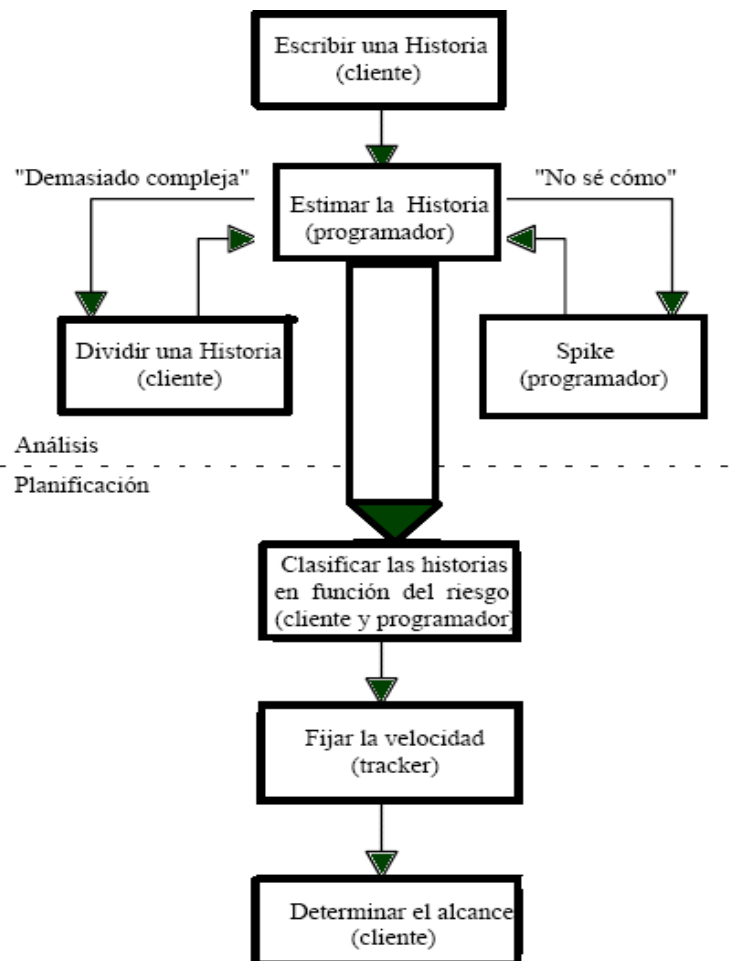 Escribir una Historia
(cliente)
"Demasiado compleja"
"No sé cómo"
Estimar la Historia
(programador)
Dividir una Historia
(cliente)
Spike
(programador)
Análisis
Planificación
Clasificar las historias
en función del riesgo
(cliente y programador)
Fijar la velocidad
(tracker)
Determinar el alcance
(cliente)